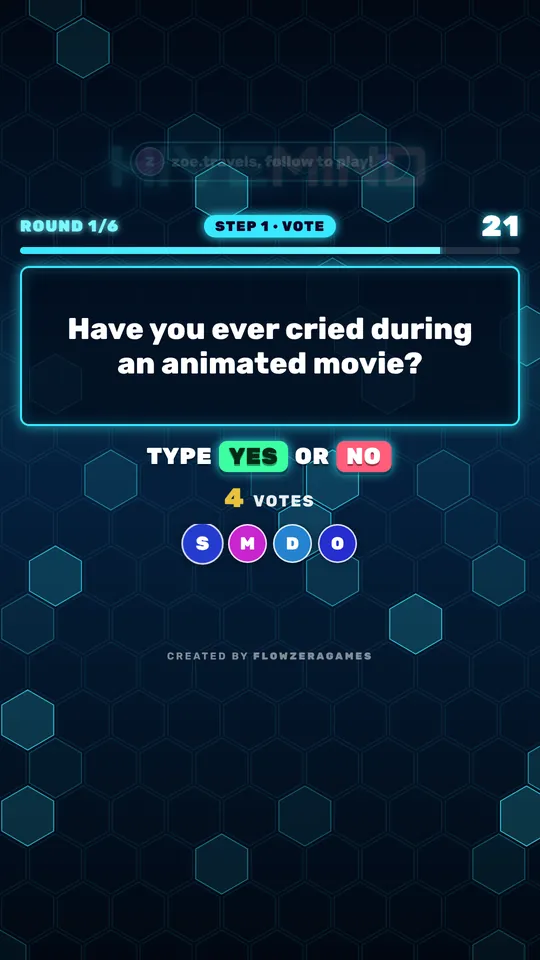 HIVEMIND
Z zoe.travels, follow to play!
ROUND 1/6
STEP 1 · VOTE
21
Have you ever cried during
an animated movie?
TYPE YES OR NO
4 VOTES
S M D O
CREATED BY FLOWZERAGAMES